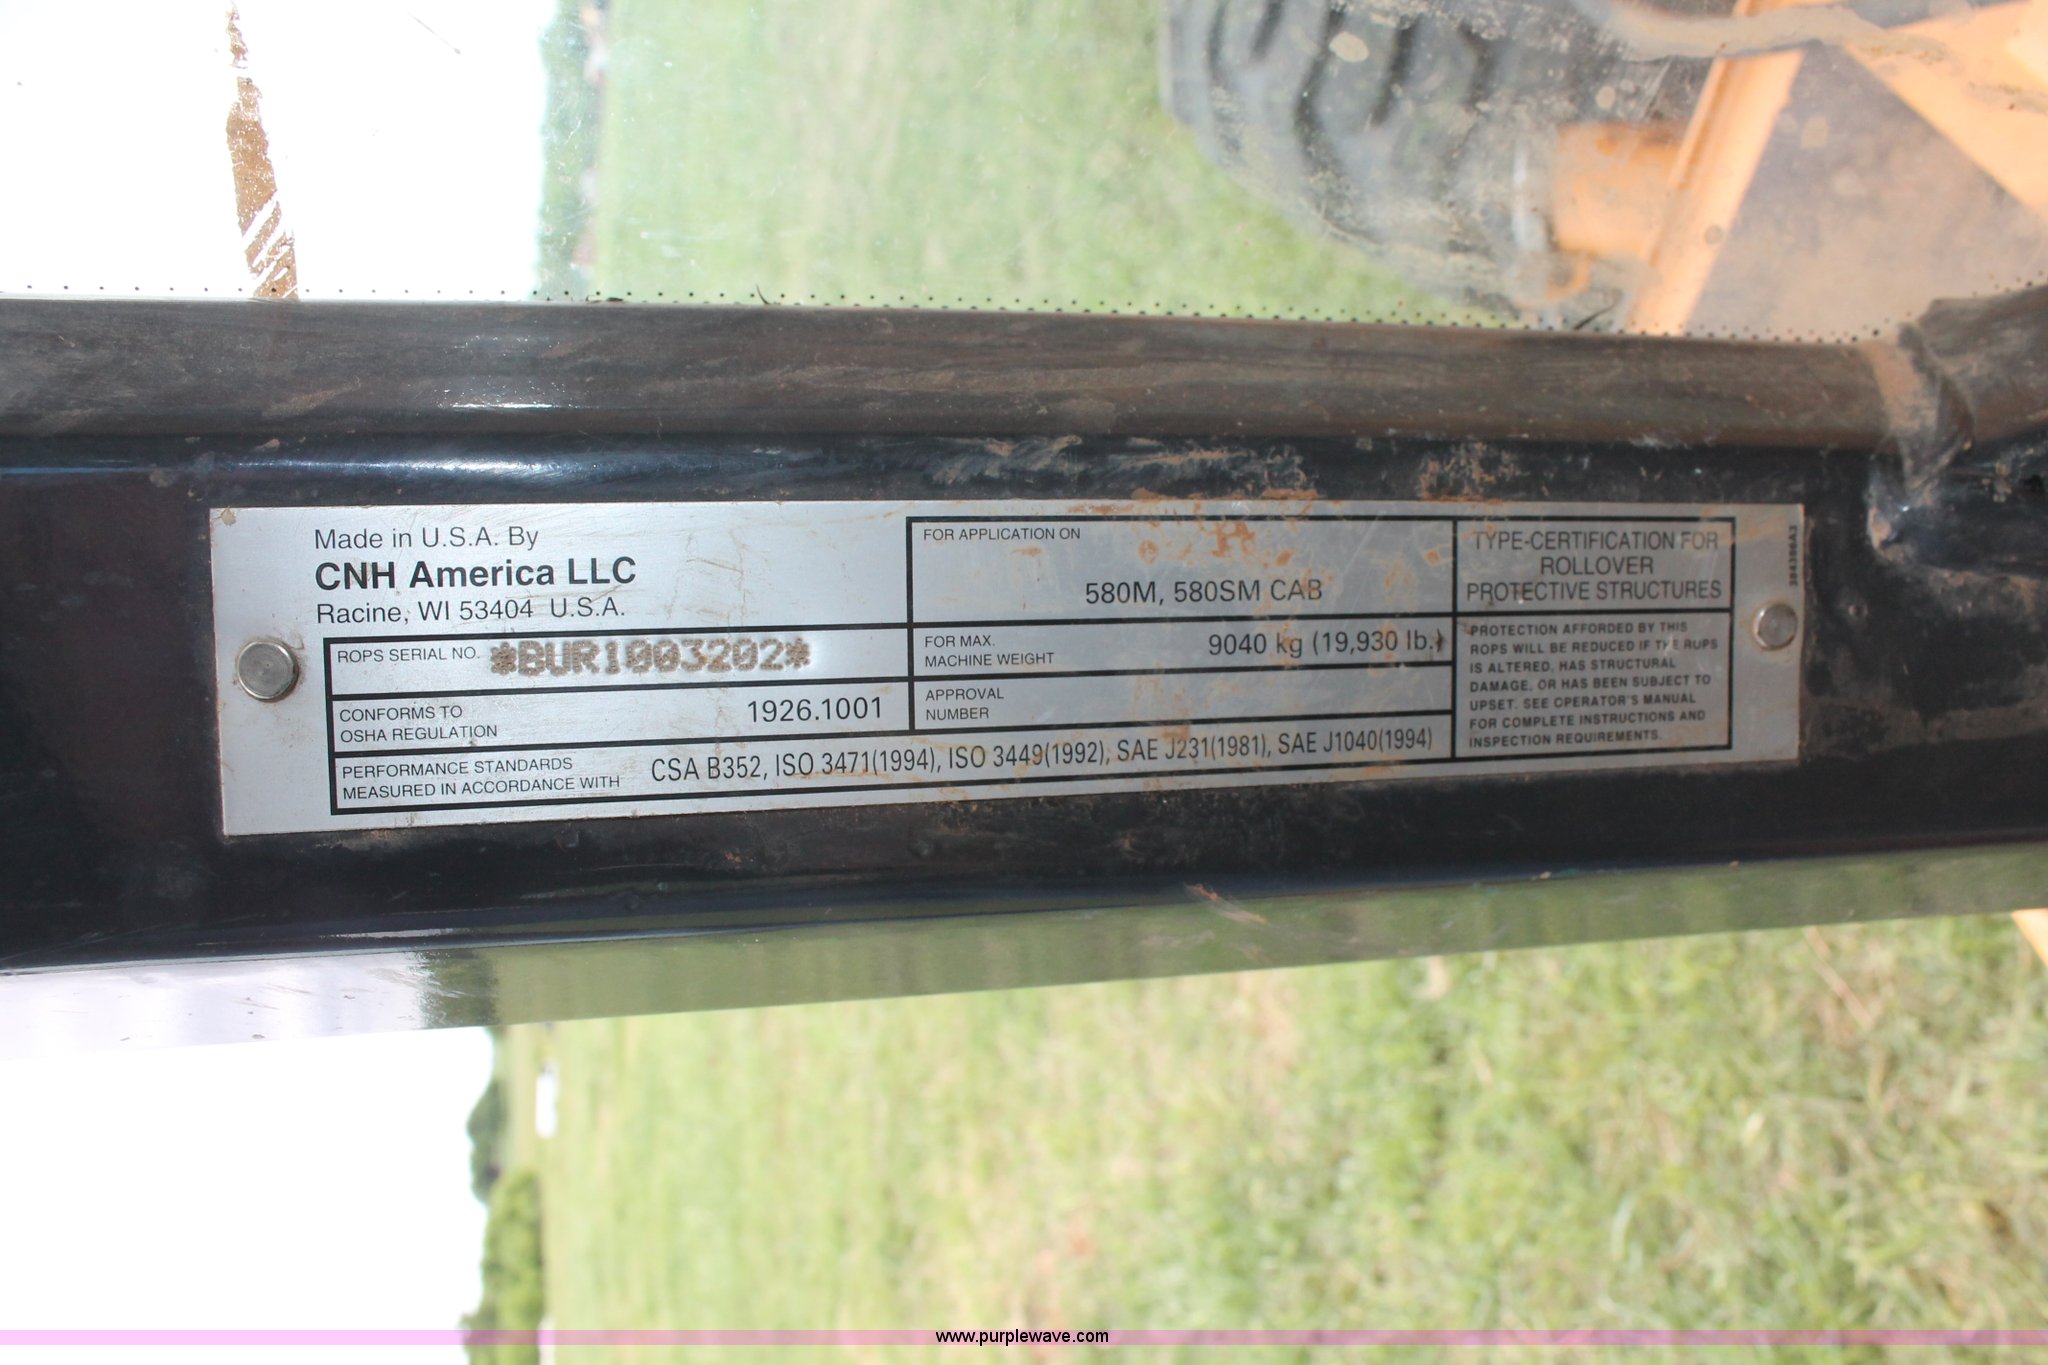 Made in U.S.A. By
CNH America LLC
Racine, WI 53404 U.S.A.
ROPS SERIAL NO. *BUR1003202*
CONFORMS TO
OSHA REGULATION
1926.1001
PERFORMANCE STANDARDS
MEASURED IN ACCORDANCE WITH
CSA B352, ISO 3471(1994), ISO 3449(1992), SAE J231(1981), SAE J1040(1994)
FOR APPLICATION ON
580M, 580SM CAB
FOR MAX.
MACHINE WEIGHT
9040 kg (19,930 lb.)
APPROVAL
NUMBER
TYPE-CERTIFICATION FOR
ROLLOVER
PROTECTIVE STRUCTURES
PROTECTION AFFORDED BY THIS
ROPS WILL BE REDUCED IF THE RUPS
IS ALTERED, HAS STRUCTURAL
DAMAGE, OR HAS BEEN SUBJECT TO
UPSET. SEE OPERATOR'S MANUAL
FOR COMPLETE INSTRUCTIONS AND
INSPECTION REQUIREMENTS.
384386A3
www.purplewave.com